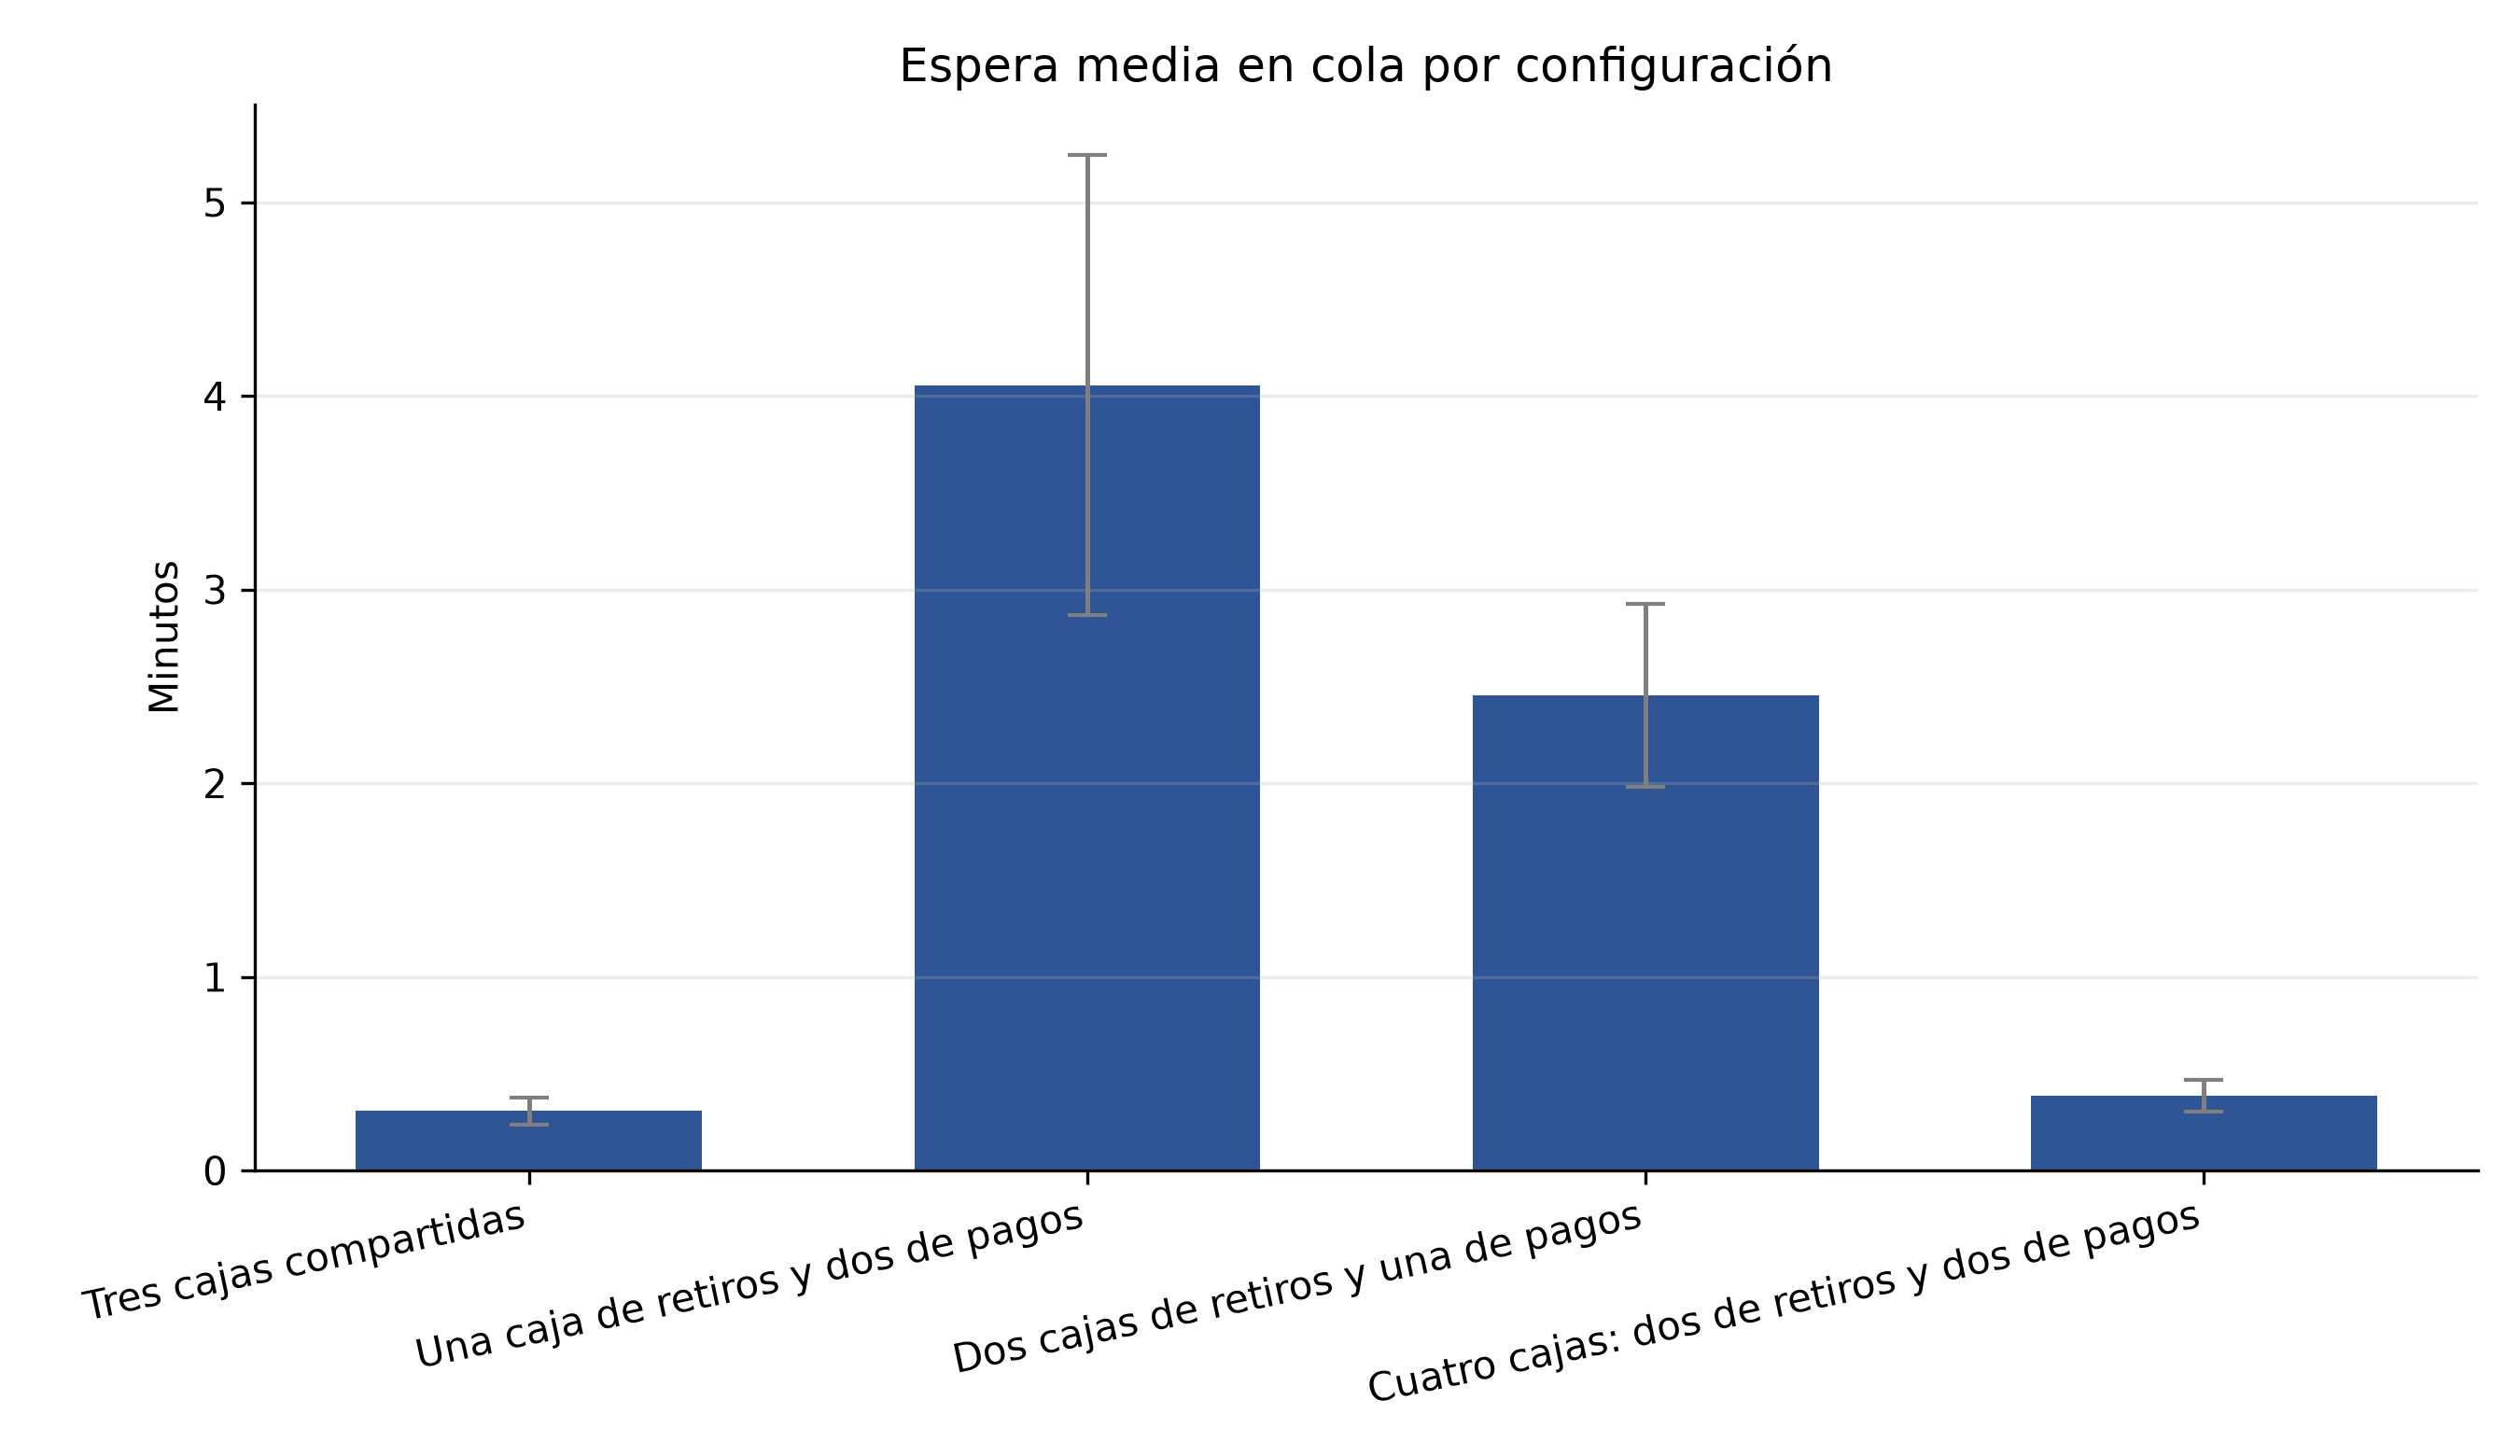 Espera media en cola por configuración
Minutos
5
4
3
2
1
0
Tres cajas compartidas
Una caja de retiros y dos de pagos
Dos cajas de retiros y una de pagos
Cuatro cajas: dos de retiros y dos de pagos